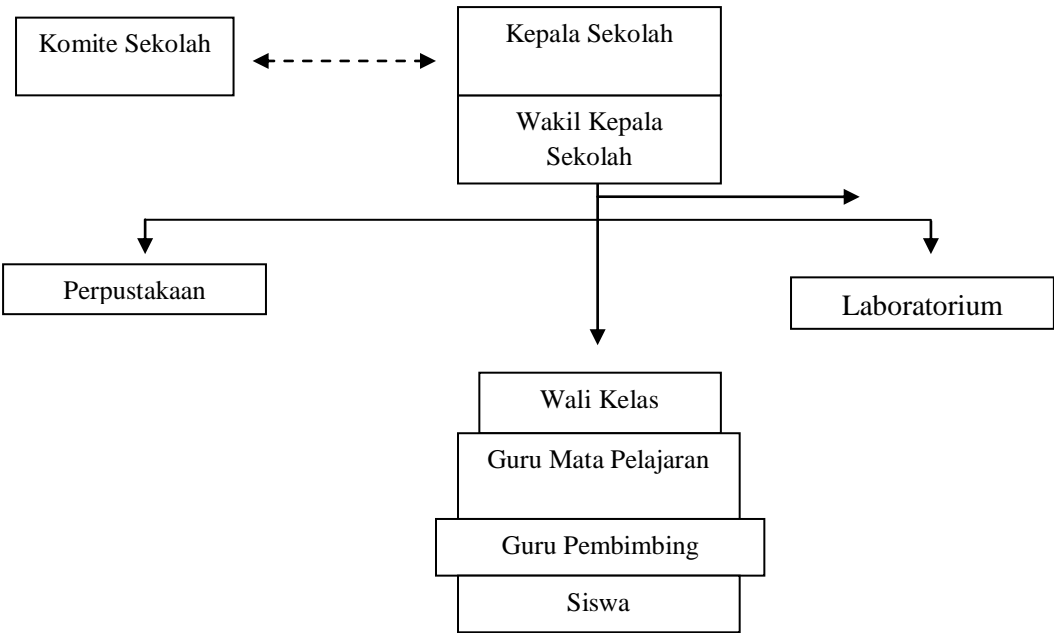 Komite Sekolah
Kepala Sekolah
Wakil Kepala
Sekolah
Perpustakaan
Laboratorium
Wali Kelas
Guru Mata Pelajaran
Guru Pembimbing
Siswa